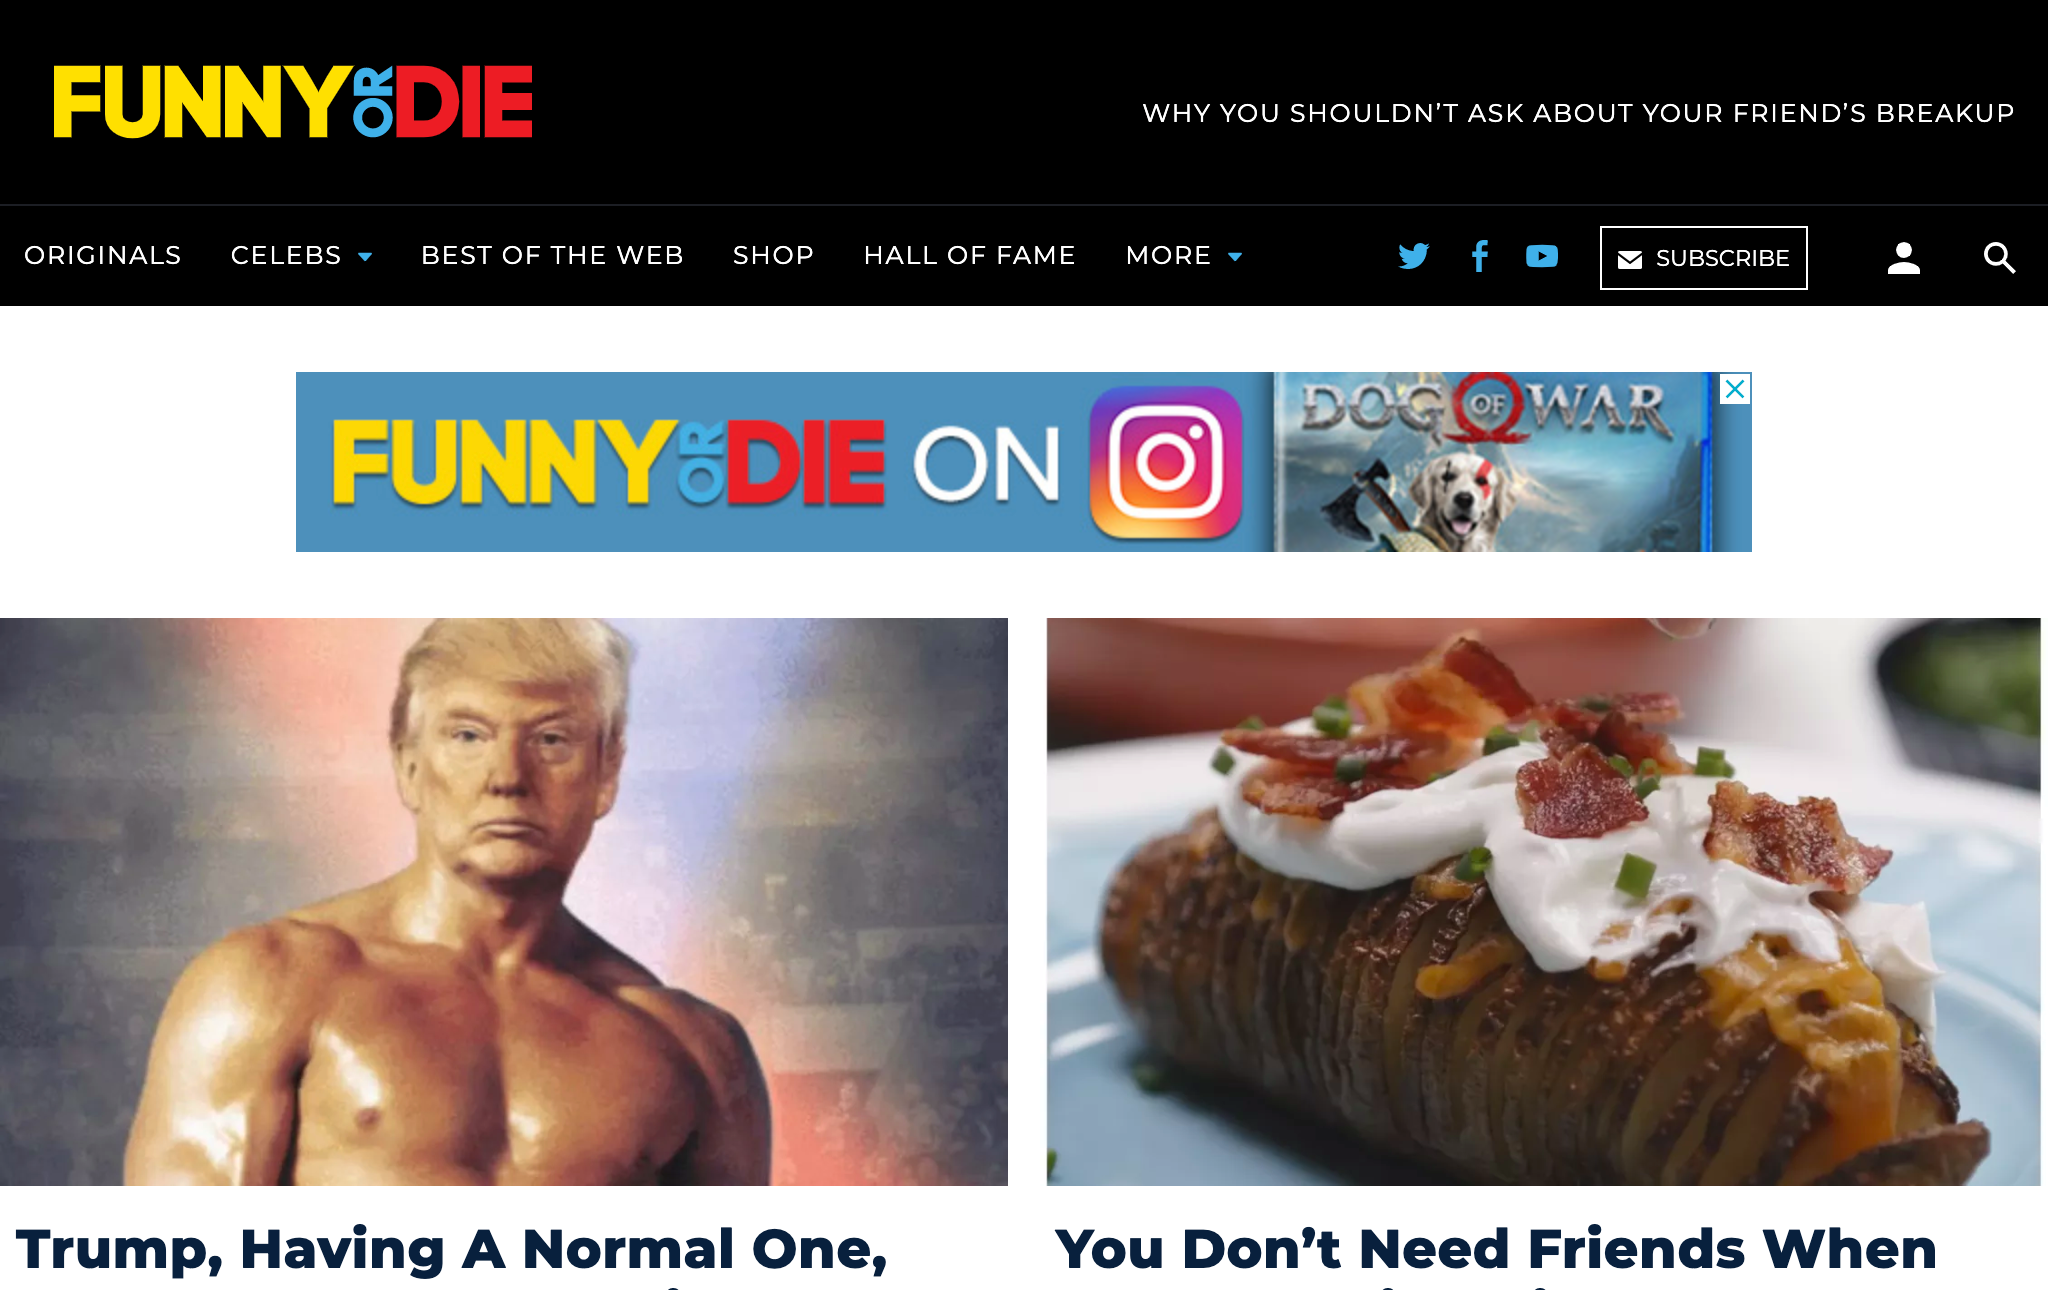 FUNNY OR DIE
WHY YOU SHOULDN'T ASK ABOUT YOUR FRIEND'S BREAKUP
ORIGINALS CELEBS BEST OF THE WEB SHOP HALL OF FAME MORE SUBSCRIBE
FUNNY OR DIE ON
DOG OF WAR
Trump, Having A Normal One,
You Don’t Need Friends When